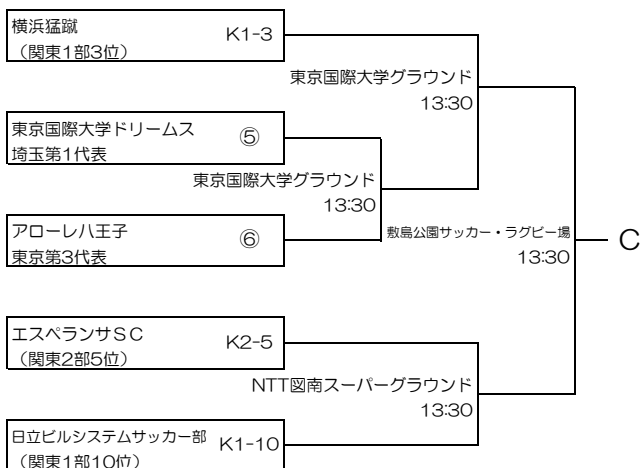 横浜猛蹴
K1-3
（関東1部3位）
東京国際大学グラウンド
13:30
東京国際大学ドリームス
⑤
埼玉第1代表
東京国際大学グラウンド
13:30
アローレ八王子
⑥
東京第3代表
敷島公園サッカー・ラグビー場
13:30
C
エスペランサＳＣ
K2-5
（関東2部5位）
NTT図南スーパーグラウンド
13:30
日立ビルシステムサッカー部
K1-10
（関東1部10位）